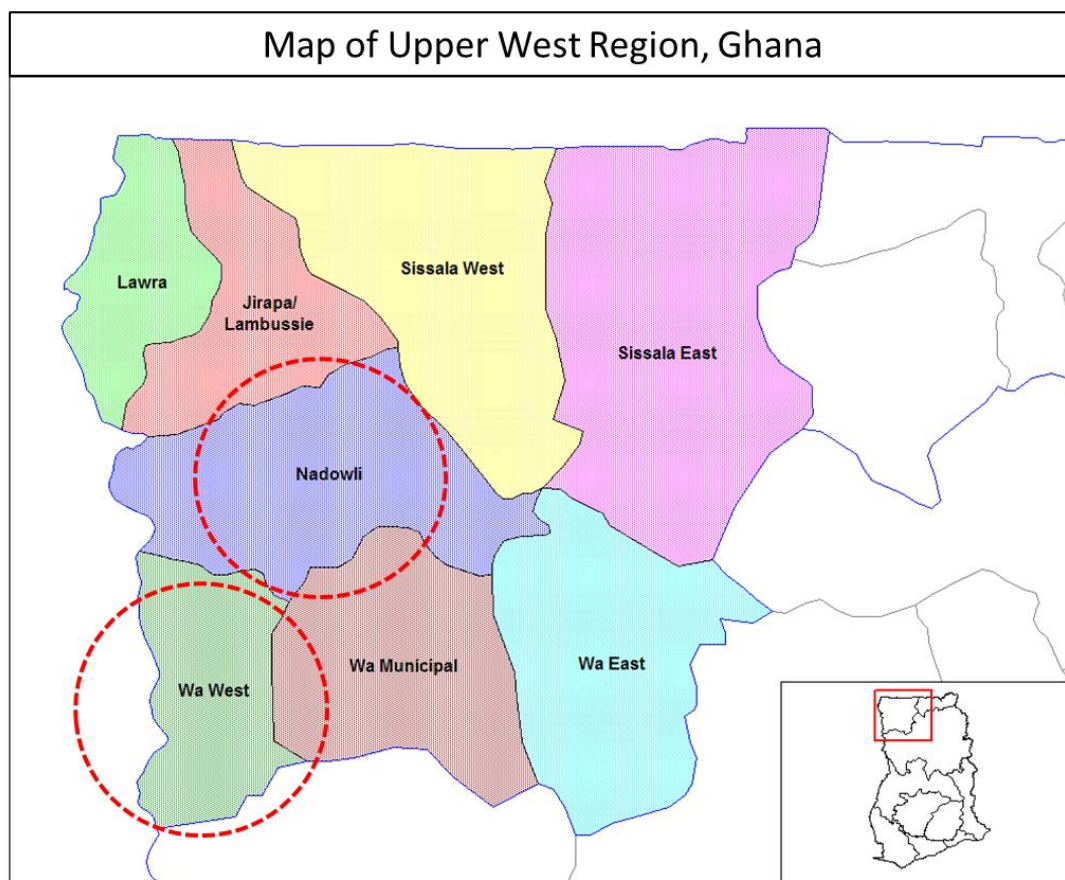 Map of Upper West Region, Ghana
Lawra
Jirapa/
Lambussie
Sissala West
Sissala East
Nadowli
Wa West
Wa Municipal
Wa East